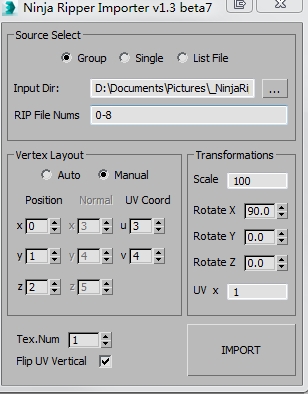 Ninja Ripper Importer v1.3 beta7
Source Select
Group Single List File
Input Dir: D:\Documents\Pictures\_NinjaRi ...
RIP File Nums 0-8
Vertex Layout
Auto Manual
Position Normal UV Coord
x 0 x 3 u 3
y 1 y 4 v 4
z 2 z 5
Transformations
Scale 100
Rotate X 90.0
Rotate Y 0.0
Rotate Z 0.0
UV x 1
Tex.Num 1
Flip UV Vertical
IMPORT